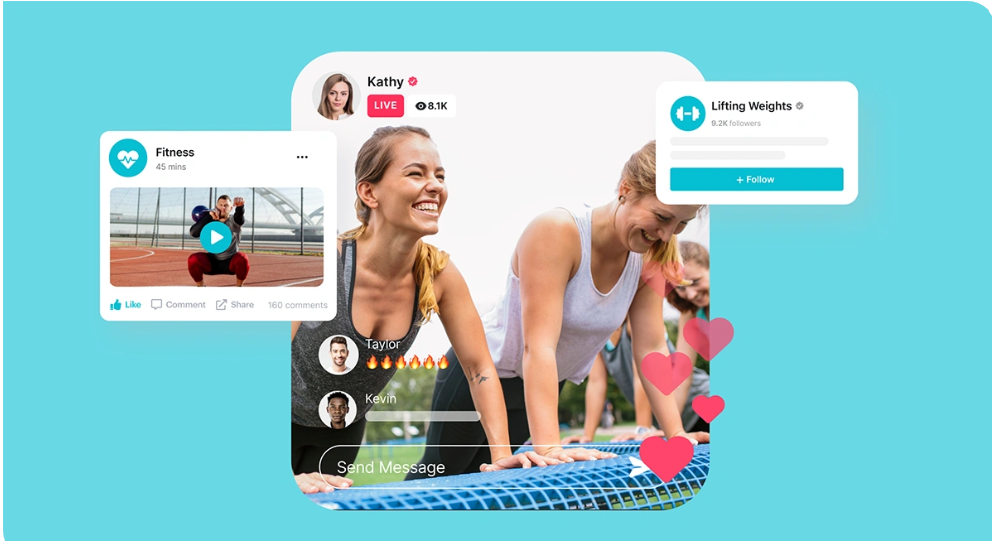 Kathy
LIVE
8.1K
Lifting Weights
9.2K followers
+ Follow
Fitness
45 mins
Like
Comment
Share
160 comments
Taylor
🔥🔥🔥🔥🔥🔥
Kevin
Send Message